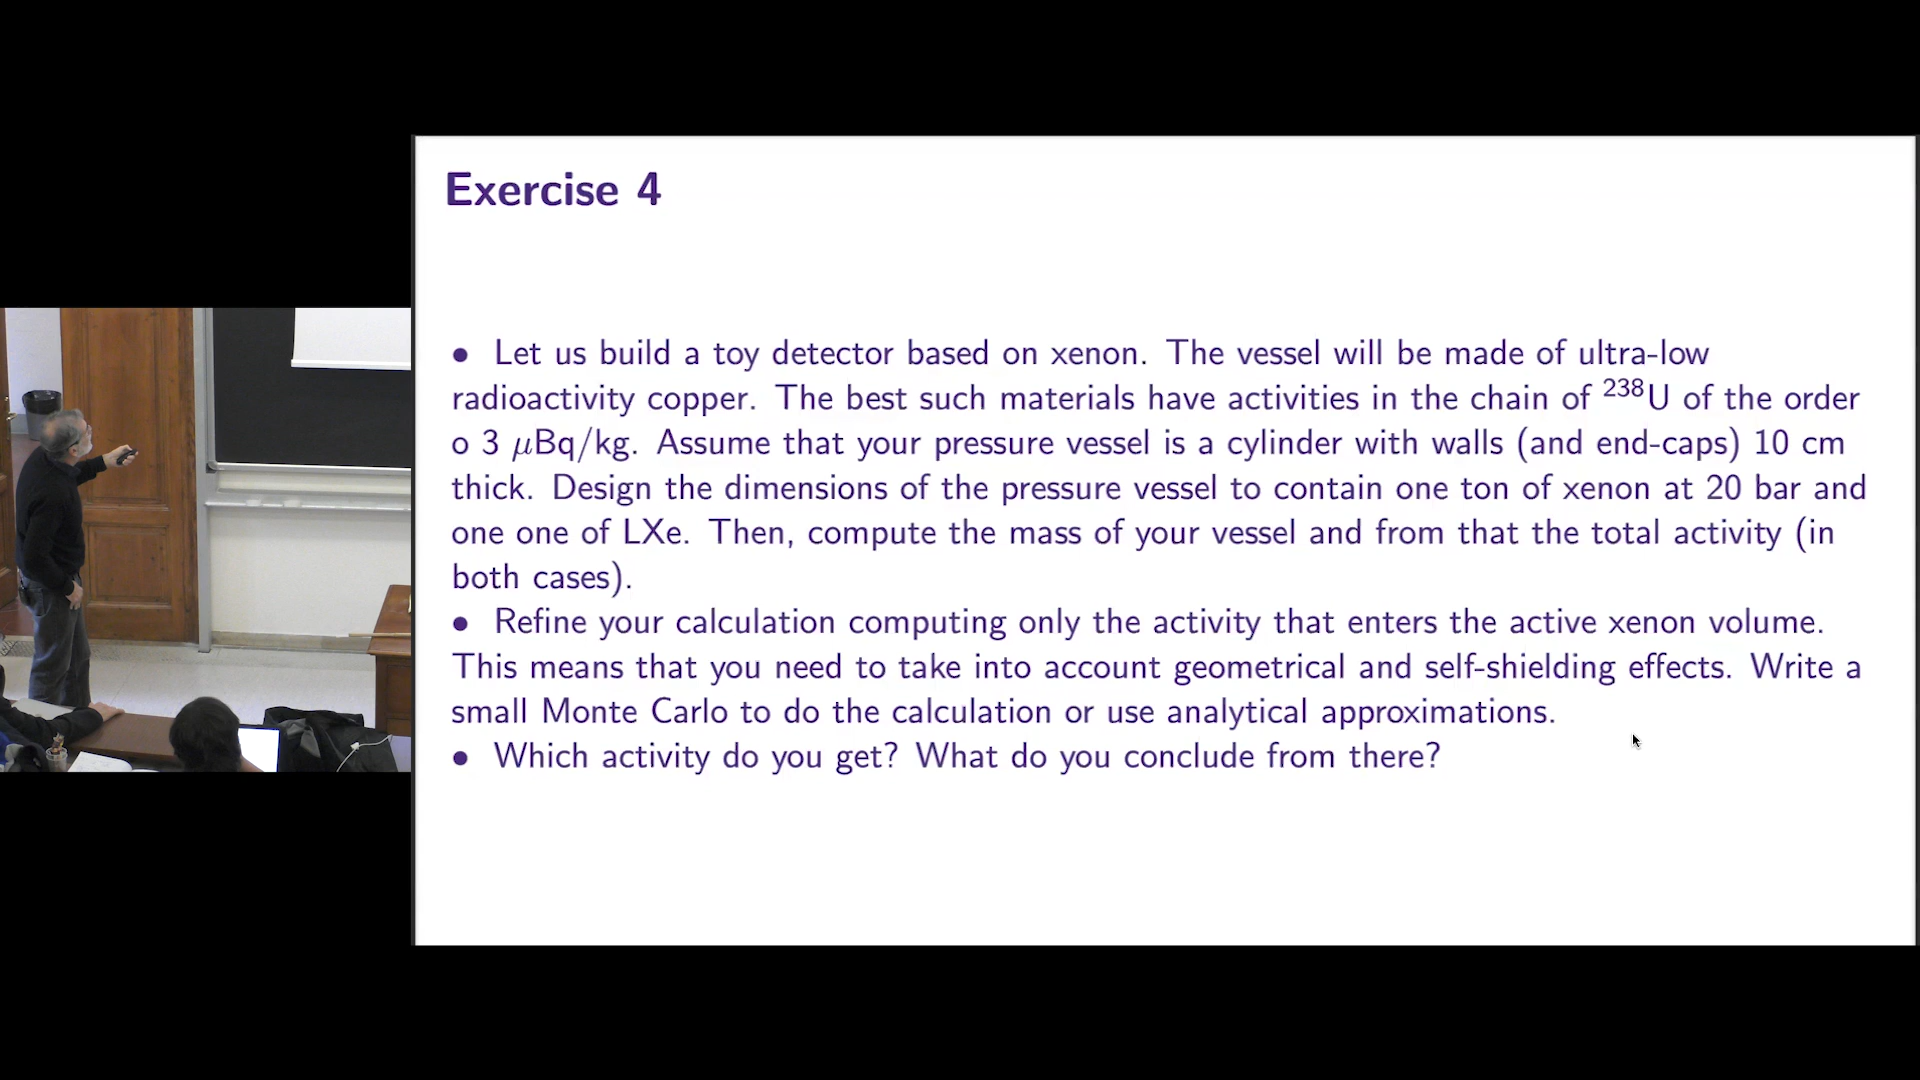 Exercise 4
• Let us build a toy detector based on xenon. The vessel will be made of ultra-low
radioactivity copper. The best such materials have activities in the chain of ²³⁸U of the order
o 3 μBq/kg. Assume that your pressure vessel is a cylinder with walls (and end-caps) 10 cm
thick. Design the dimensions of the pressure vessel to contain one ton of xenon at 20 bar and
one one of LXe. Then, compute the mass of your vessel and from that the total activity (in
both cases).
• Refine your calculation computing only the activity that enters the active xenon volume.
This means that you need to take into account geometrical and self-shielding effects. Write a
small Monte Carlo to do the calculation or use analytical approximations.
• Which activity do you get? What do you conclude from there?